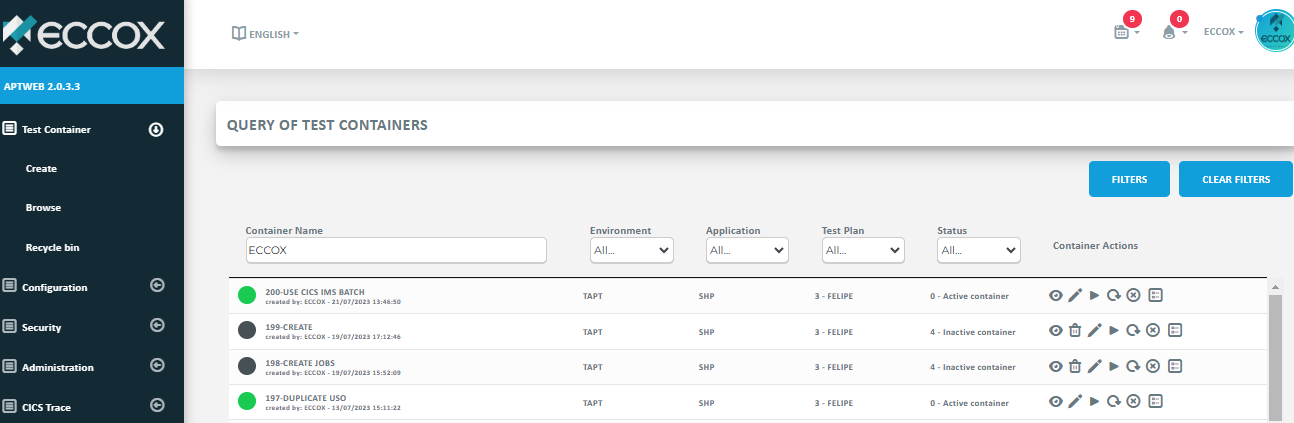 ECCOX
ENGLISH
9
0
ECCOX
ECCOX
APTWEB 2.0.3.3
Test Container
Create
Browse
Recycle bin
Configuration
Security
Administration
CICS Trace
QUERY OF TEST CONTAINERS
FILTERS
CLEAR FILTERS
Container Name
Environment
Application
Test Plan
Status
Container Actions
ECCOX
All...
All...
All...
All...
200-USE CICS IMS BATCH
created by: ECCOX - 21/07/2023 13:46:50
TAPT
SHP
3 - FELIPE
0 - Active container
199-CREATE
created by: ECCOX - 19/07/2023 17:12:46
TAPT
SHP
3 - FELIPE
4 - Inactive container
198-CREATE JOBS
created by: ECCOX - 19/07/2023 15:52:09
TAPT
SHP
3 - FELIPE
4 - Inactive container
197-DUPLICATE USO
created by: ECCOX - 13/07/2023 15:11:22
TAPT
SHP
3 - FELIPE
0 - Active container